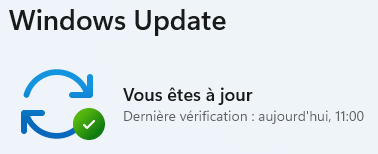 Windows Update
Vous êtes à jour
Dernière vérification : aujourd'hui, 11:00